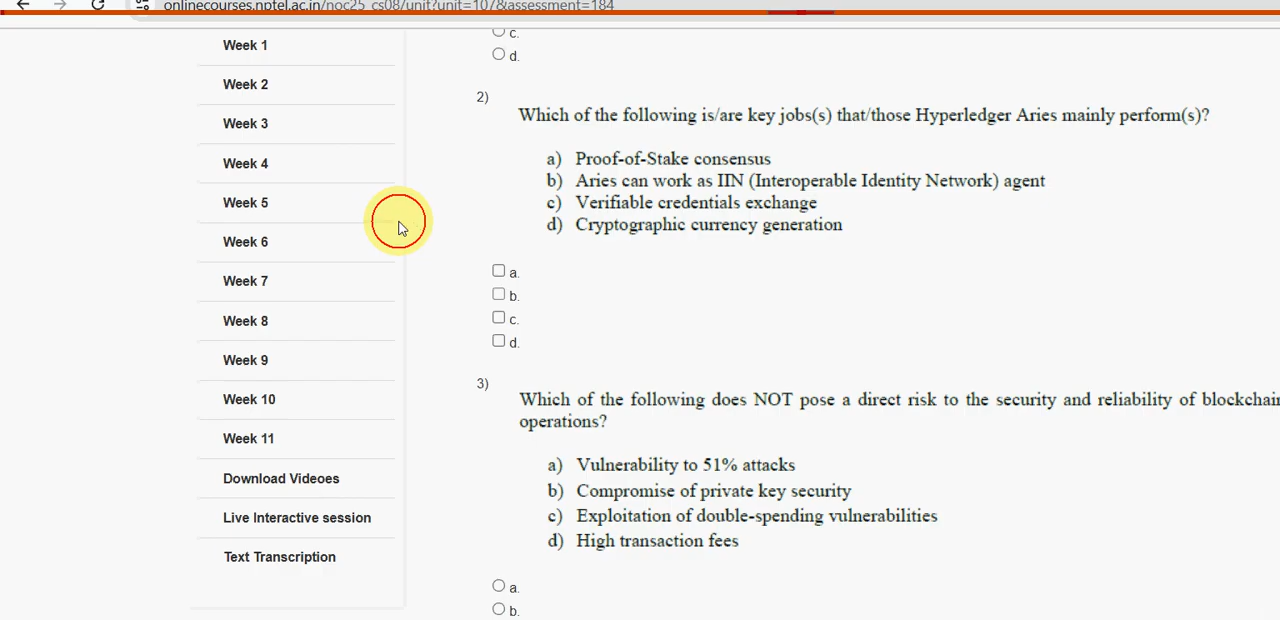 onlinecourses.nptel.ac.in/noc25_cs08/unit?unit=107&assessment=184
Week 1
Week 2
Week 3
Week 4
Week 5
Week 6
Week 7
Week 8
Week 9
Week 10
Week 11
Download Videoes
Live Interactive session
Text Transcription
c.
d.
2)
Which of the following is/are key jobs(s) that/those Hyperledger Aries mainly perform(s)?
a) Proof-of-Stake consensus
b) Aries can work as IIN (Interoperable Identity Network) agent
c) Verifiable credentials exchange
d) Cryptographic currency generation
a.
b.
c.
d.
3)
Which of the following does NOT pose a direct risk to the security and reliability of blockchain
operations?
a) Vulnerability to 51% attacks
b) Compromise of private key security
c) Exploitation of double-spending vulnerabilities
d) High transaction fees
a.
b.